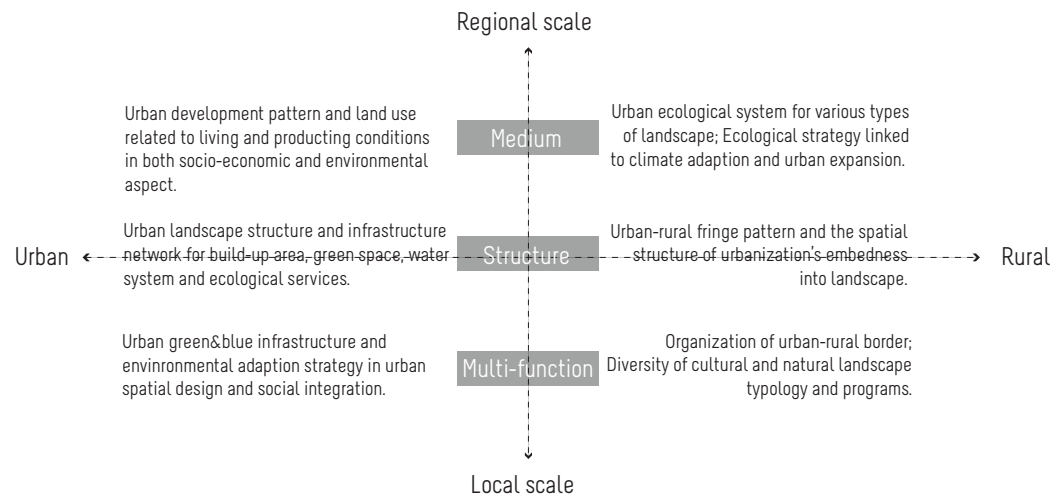 Regional scale
Urban development pattern and land use
related to living and producting conditions
in both socio-economic and environmental
aspect.
Medium
Urban ecological system for various types
of landscape; Ecological strategy linked
to climate adaption and urban expansion.
Urban
Urban landscape structure and infrastructure
network for build-up area, green space, water
system and ecological services.
Structure
Urban-rural fringe pattern and the spatial
structure of urbanization's embedness
into landscape.
Rural
Urban green&blue infrastructure and
envinronmental adaption strategy in urban
spatial design and social integration.
Multi-function
Organization of urban-rural border;
Diversity of cultural and natural landscape
typology and programs.
Local scale